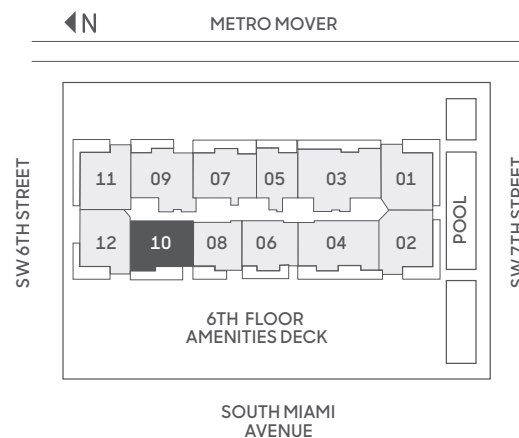 N
METRO MOVER
SW 6TH STREET
11 09 07 05 03 01
12 10 08 06 04 02
POOL
SW 7TH STREET
6TH FLOOR
AMENITIES DECK
SOUTH MIAMI
AVENUE